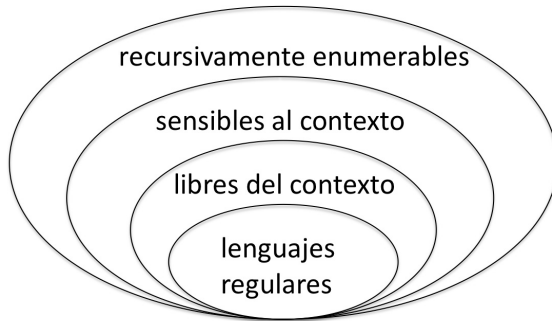 recursivamente enumerables
sensibles al contexto
libres del contexto
lenguajes
regulares